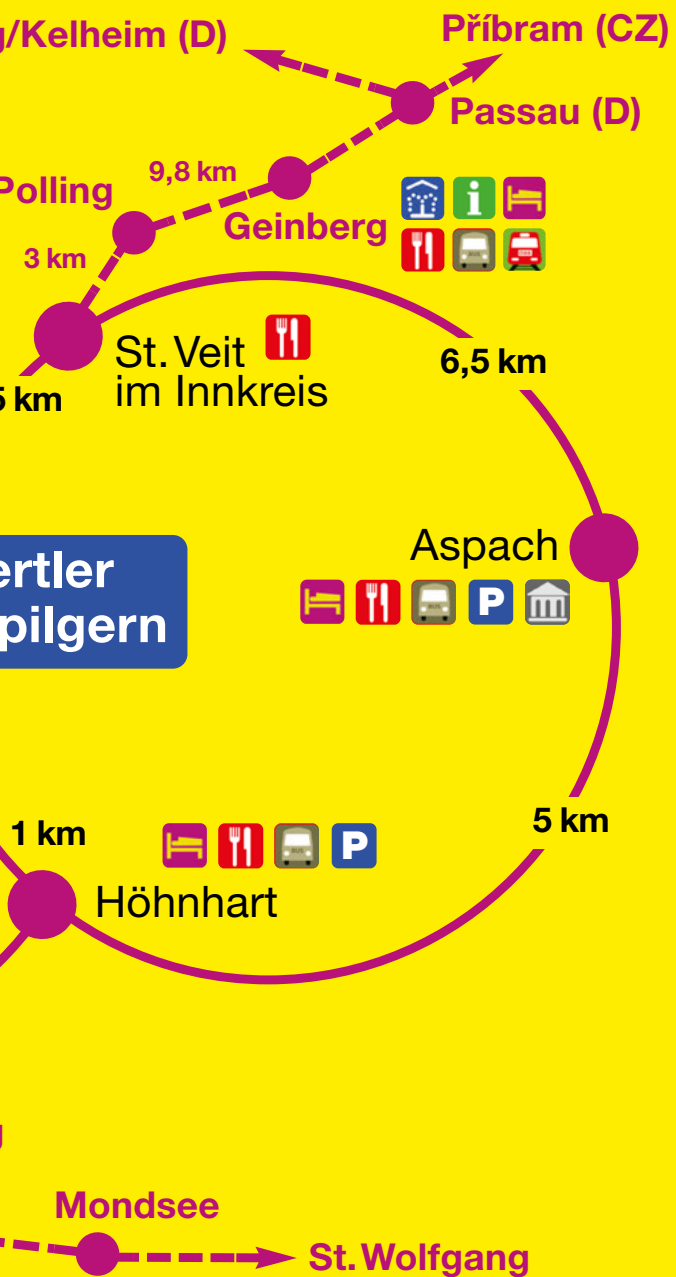 g/Kelheim (D)
Příbram (CZ)
Passau (D)
9,8 km
Polling
Geinberg
i
3 km
St. Veit
im Innkreis
6,5 km
5 km
Aspach
BUS P
ertler
pilgern
5 km
1 km
P
Höhnhart
Mondsee
St. Wolfgang